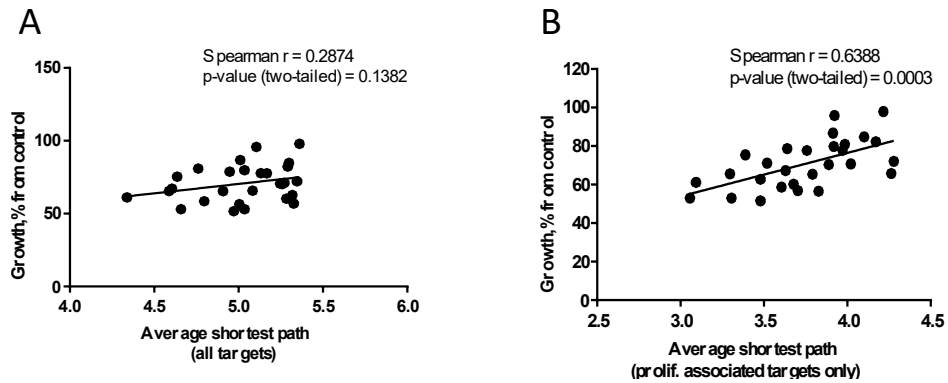 A
Spearman r = 0.2874
p-value (two-tailed) = 0.1382
150
100
50
0
Growth,% from control
4.0 4.5 5.0 5.5 6.0
Average shortest path
(all targets)
B
Spearman r = 0.6388
p-value (two-tailed) = 0.0003
120
100
80
60
40
20
0
Growth,% from control
2.5 3.0 3.5 4.0 4.5
Average shortest path
(prolif. associated targets only)